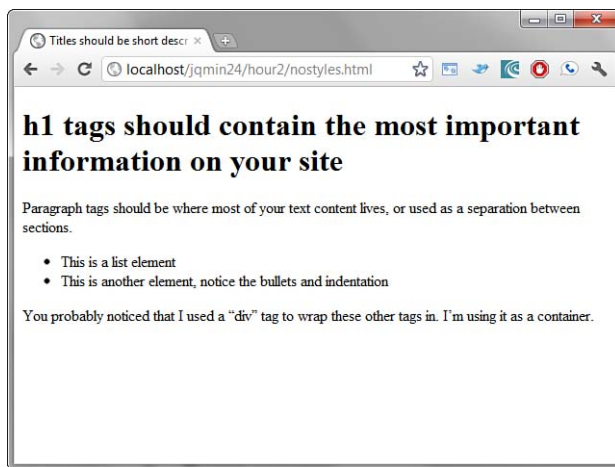 Titles should be short descr
localhost/jqmin24/hour2/nostyles.html
h1 tags should contain the most important
information on your site
Paragraph tags should be where most of your text content lives, or used as a separation between
sections.
This is a list element
This is another element, notice the bullets and indentation
You probably noticed that I used a “div” tag to wrap these other tags in. I’m using it as a container.